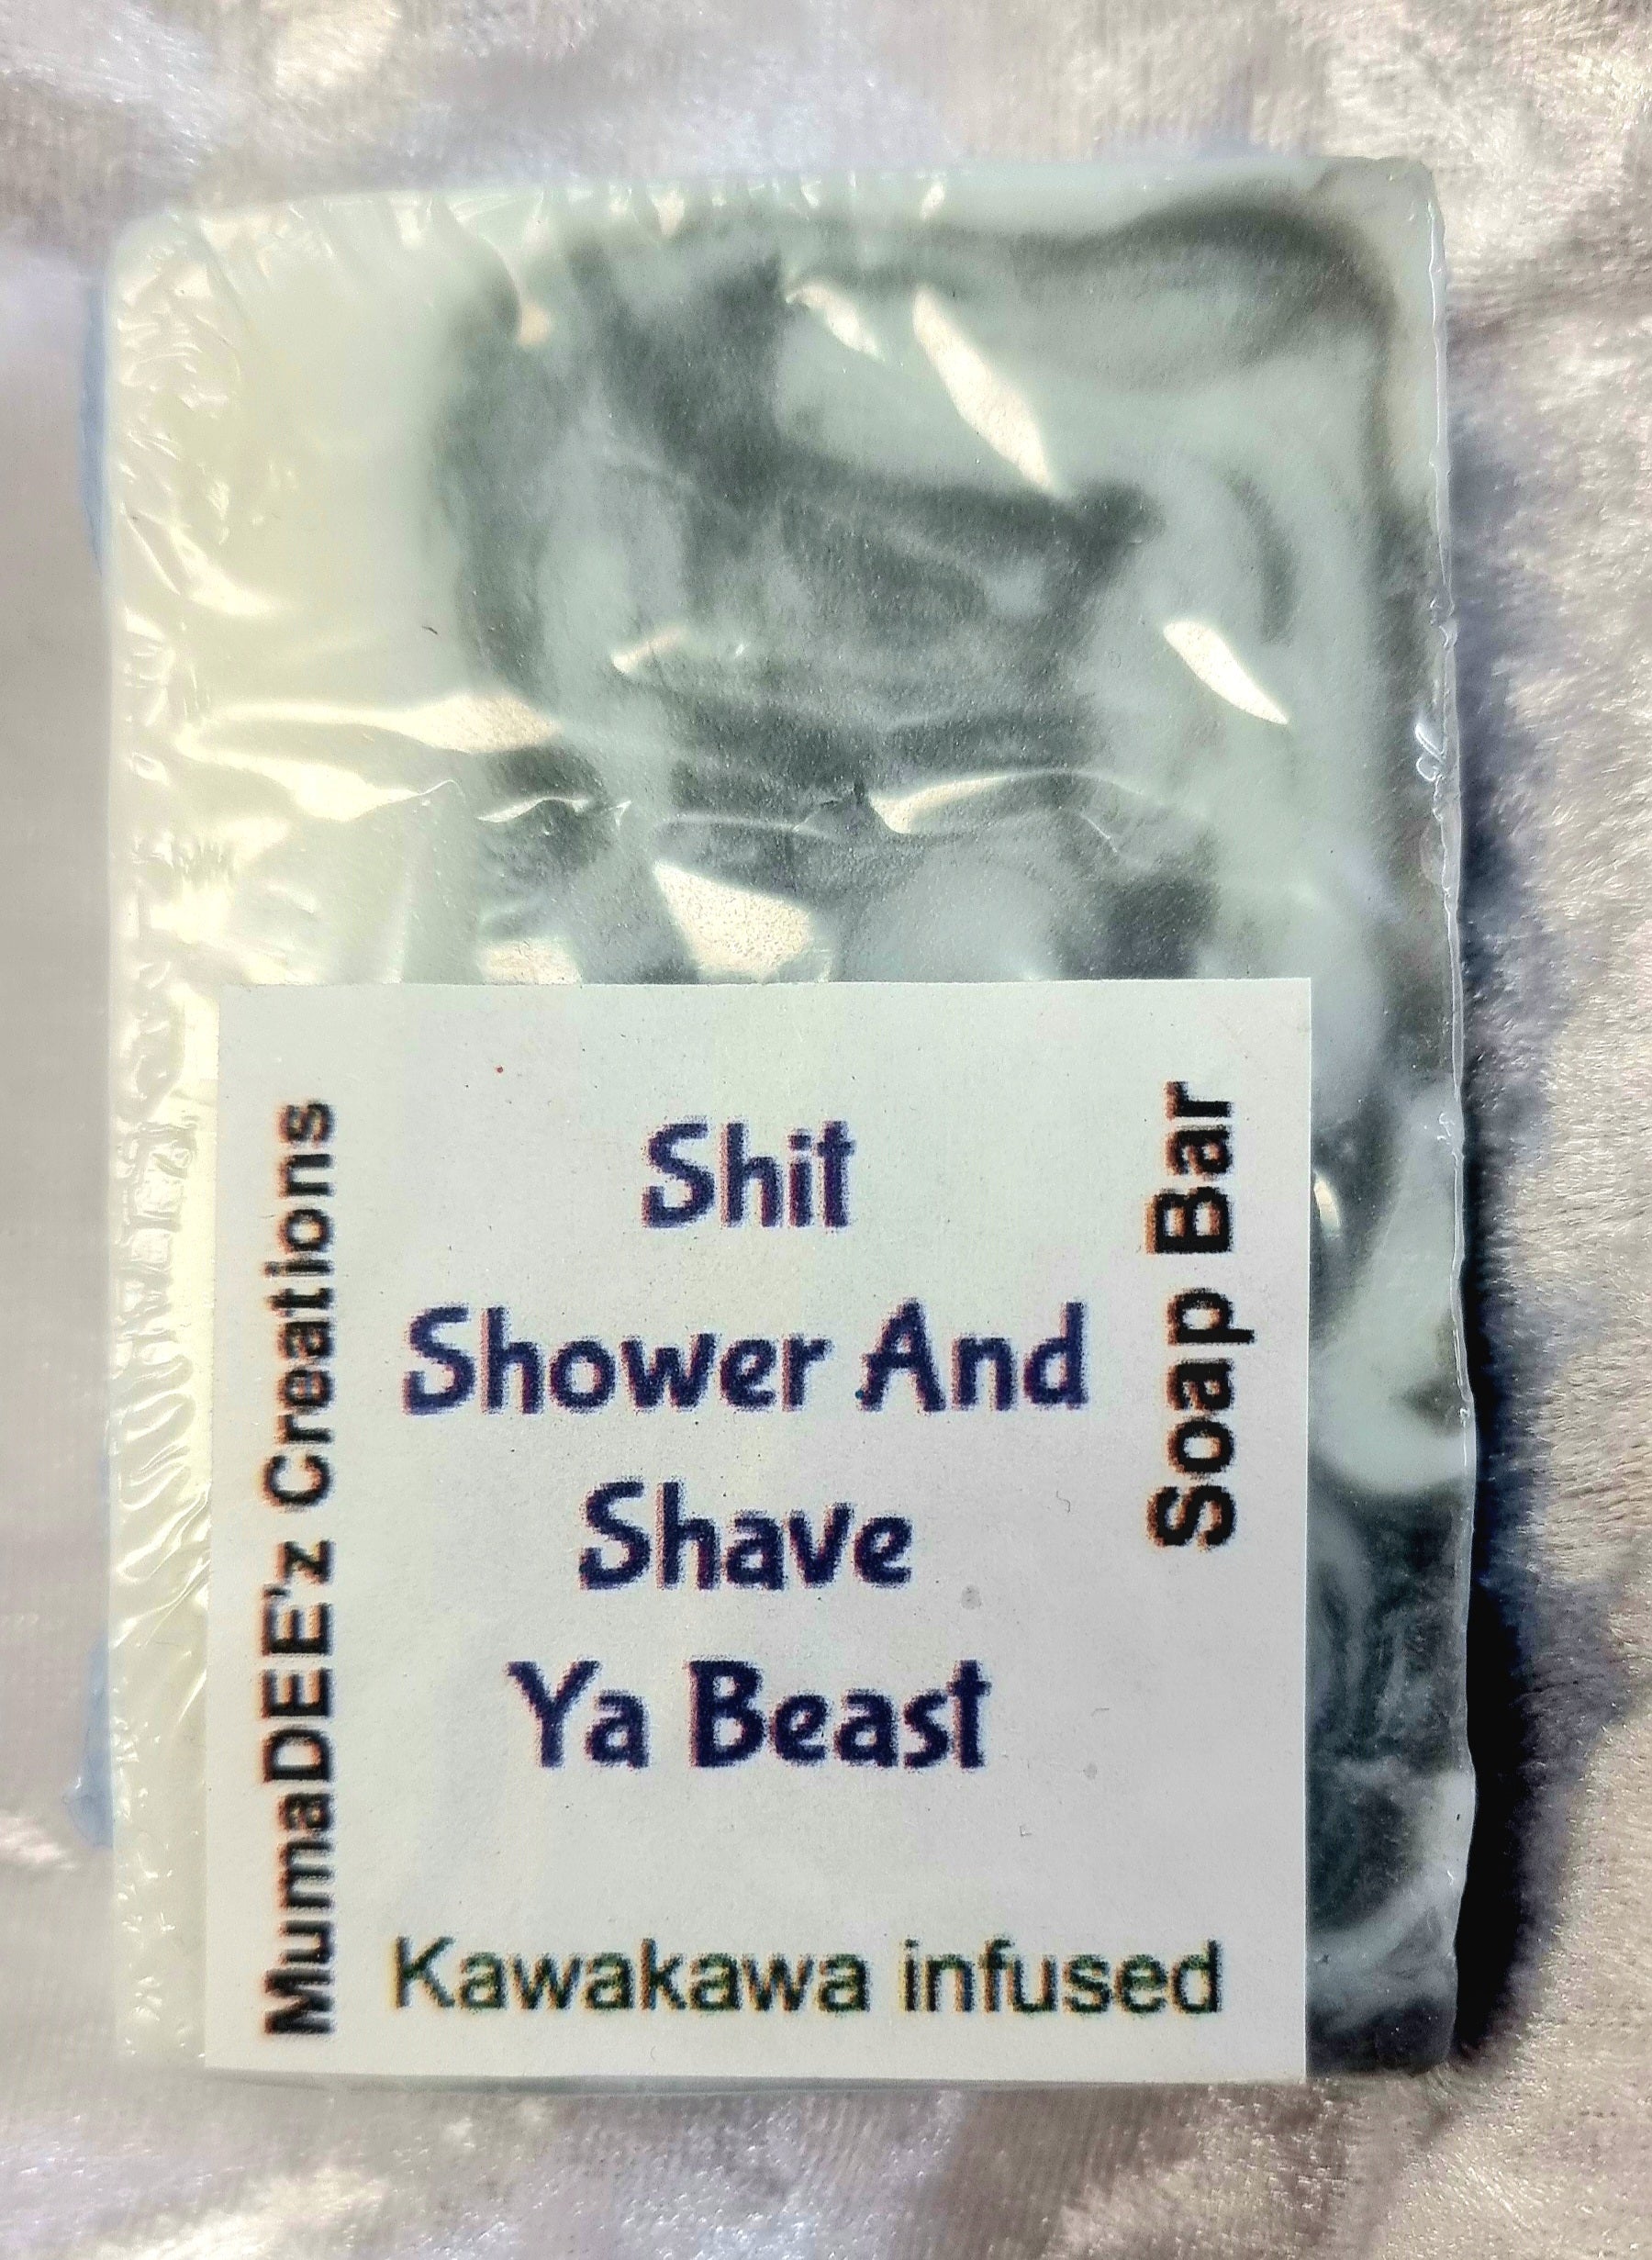 MumaDEE'z Creations
Shit
Shower And
Shave
Ya Beast
Soap Bar
Kawakawa infused